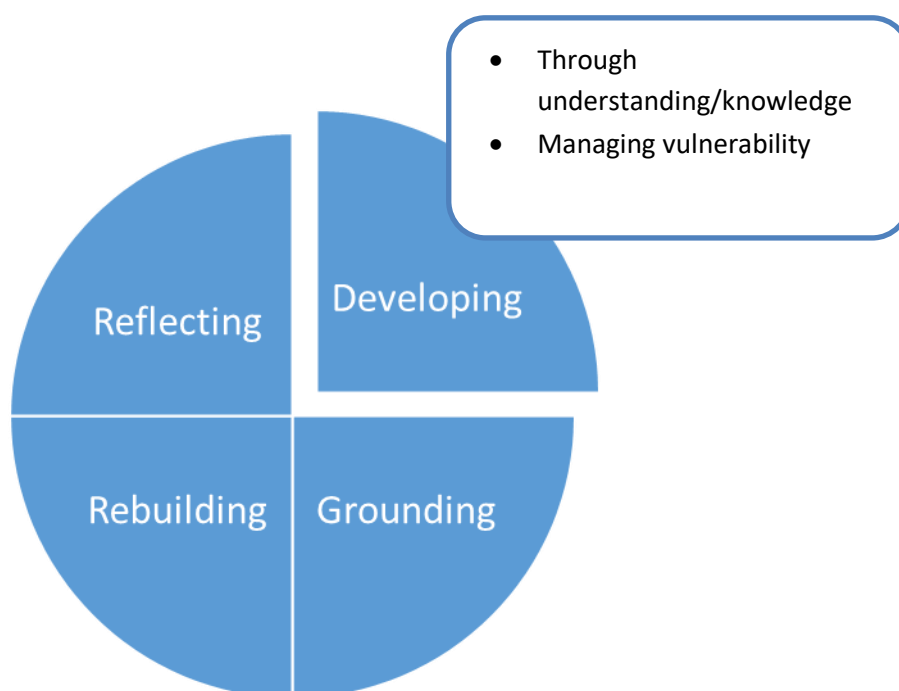 • Through
understanding/knowledge
• Managing vulnerability
Developing
Reflecting
Rebuilding
Grounding